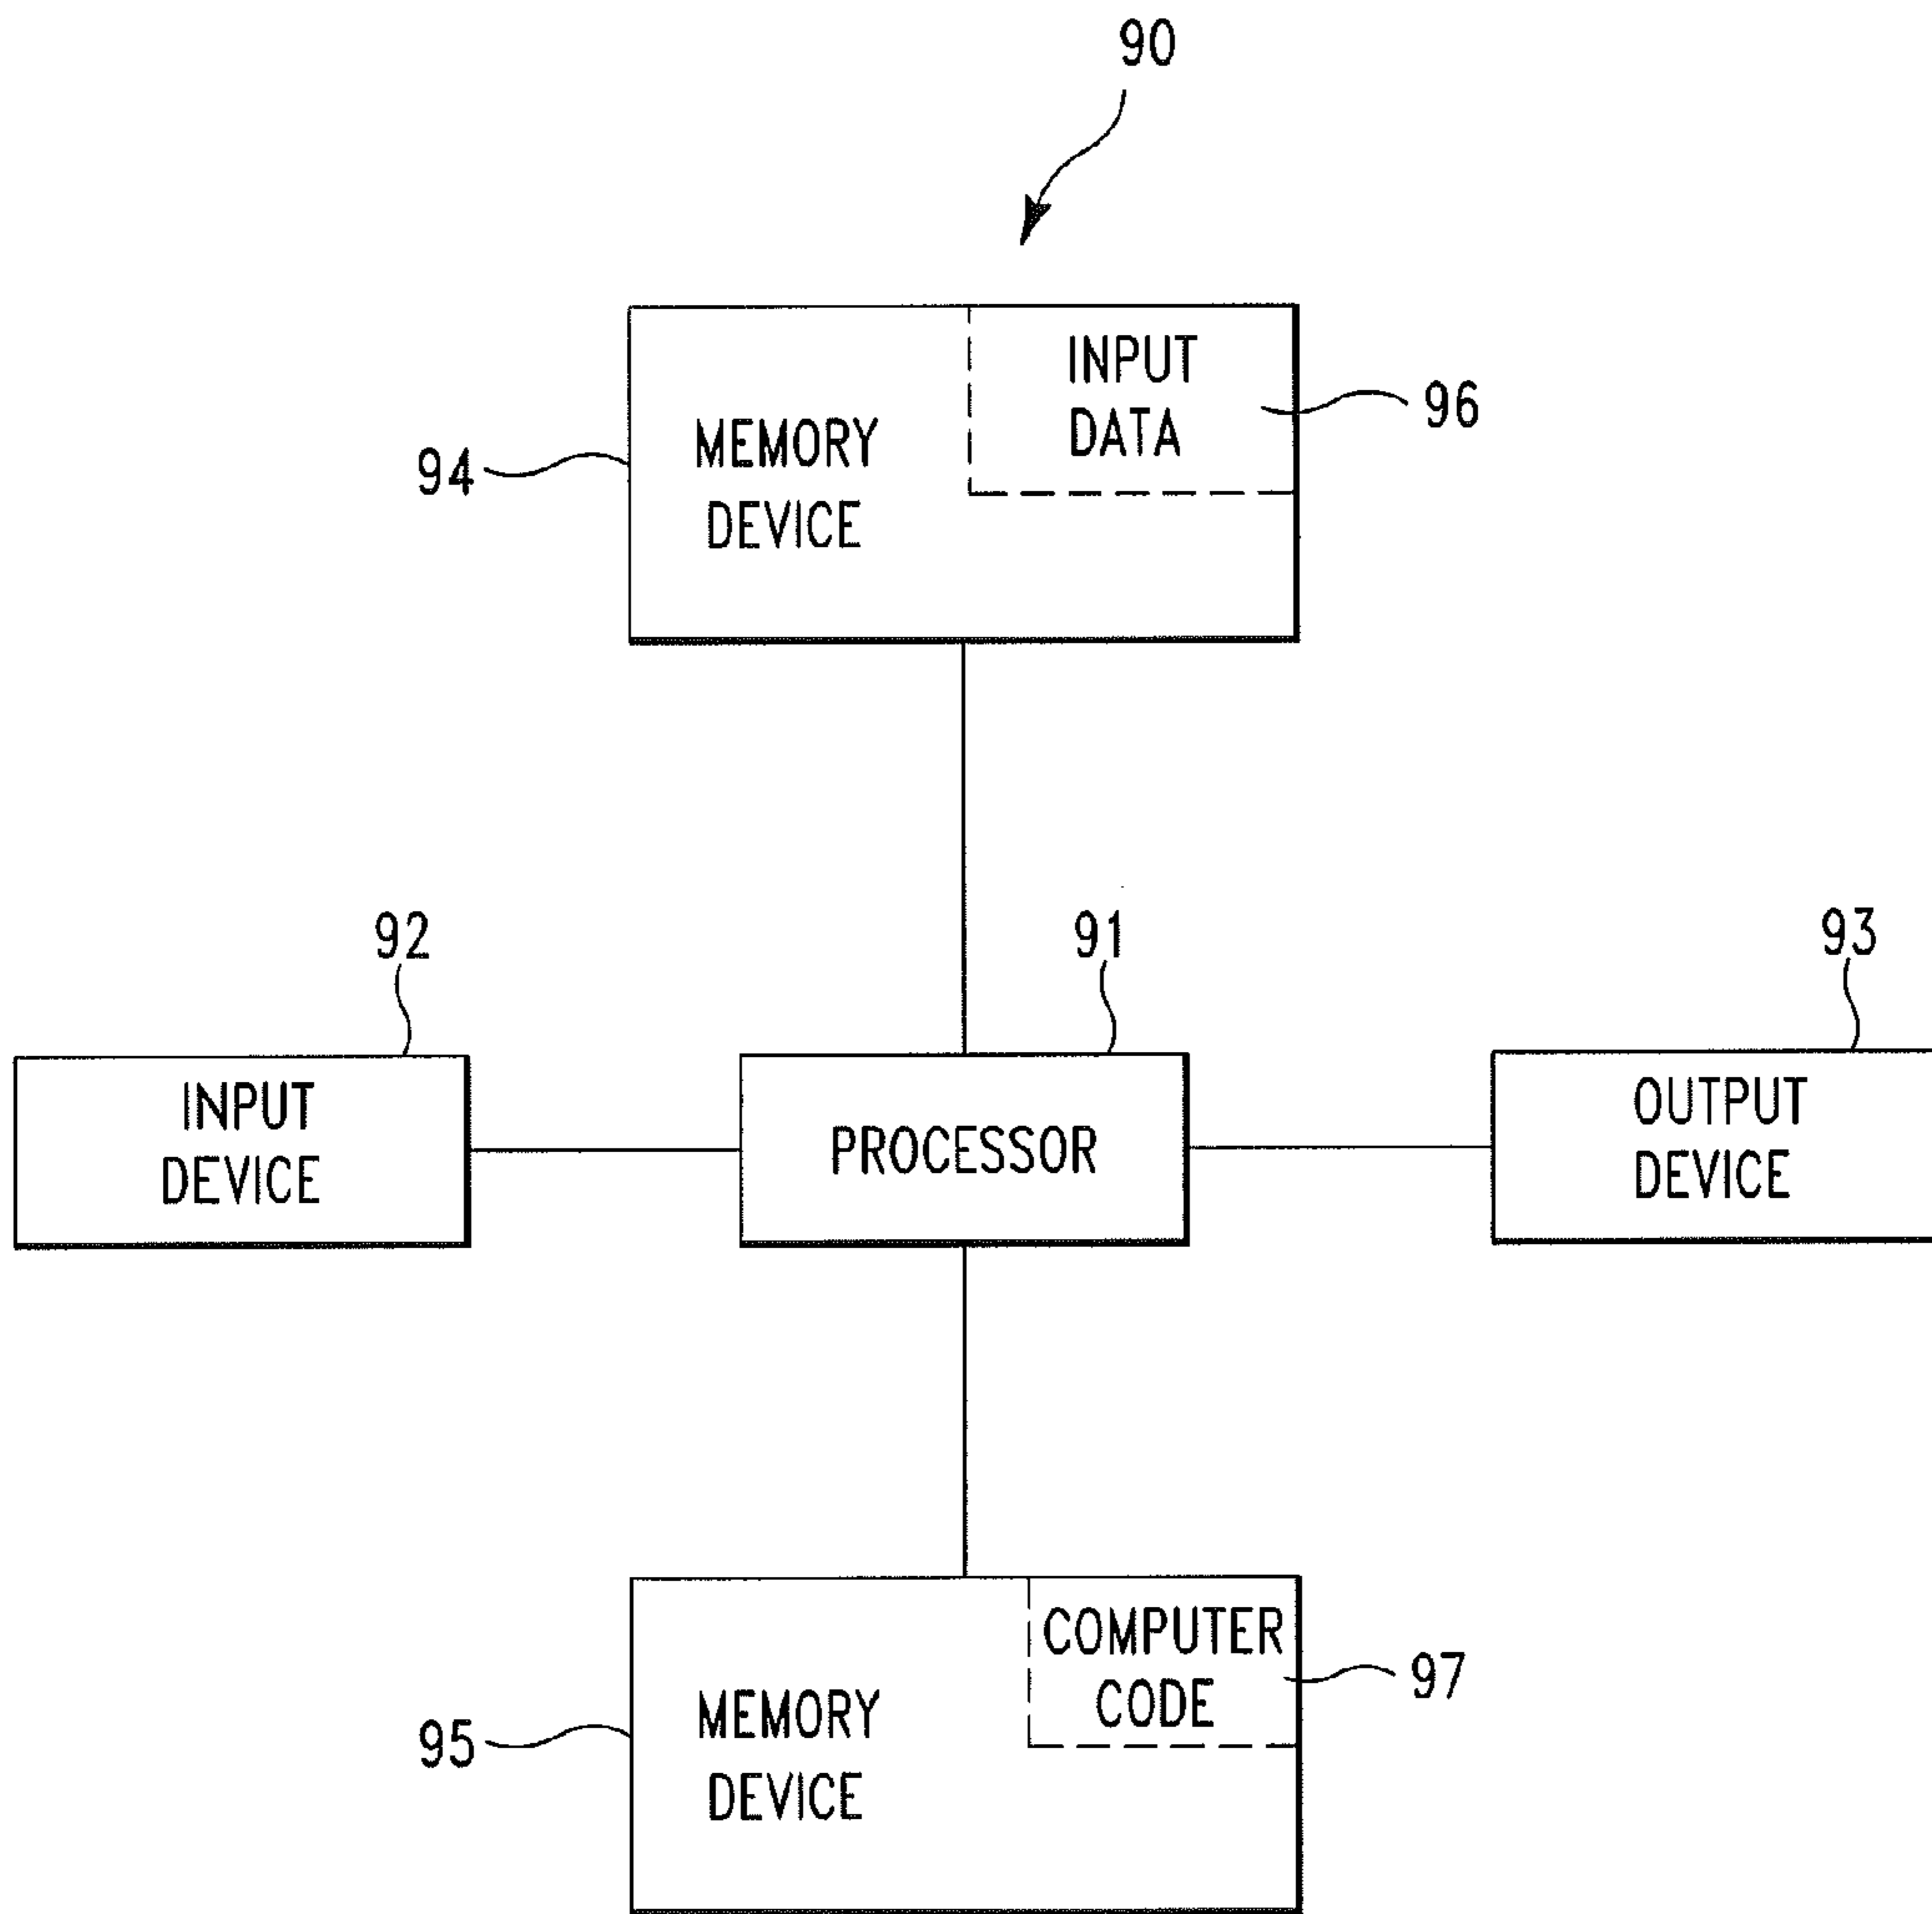 90
INPUT
DATA
96
MEMORY
DEVICE
94
92
91
93
INPUT
DEVICE
PROCESSOR
OUTPUT
DEVICE
COMPUTER
CODE
97
MEMORY
DEVICE
95